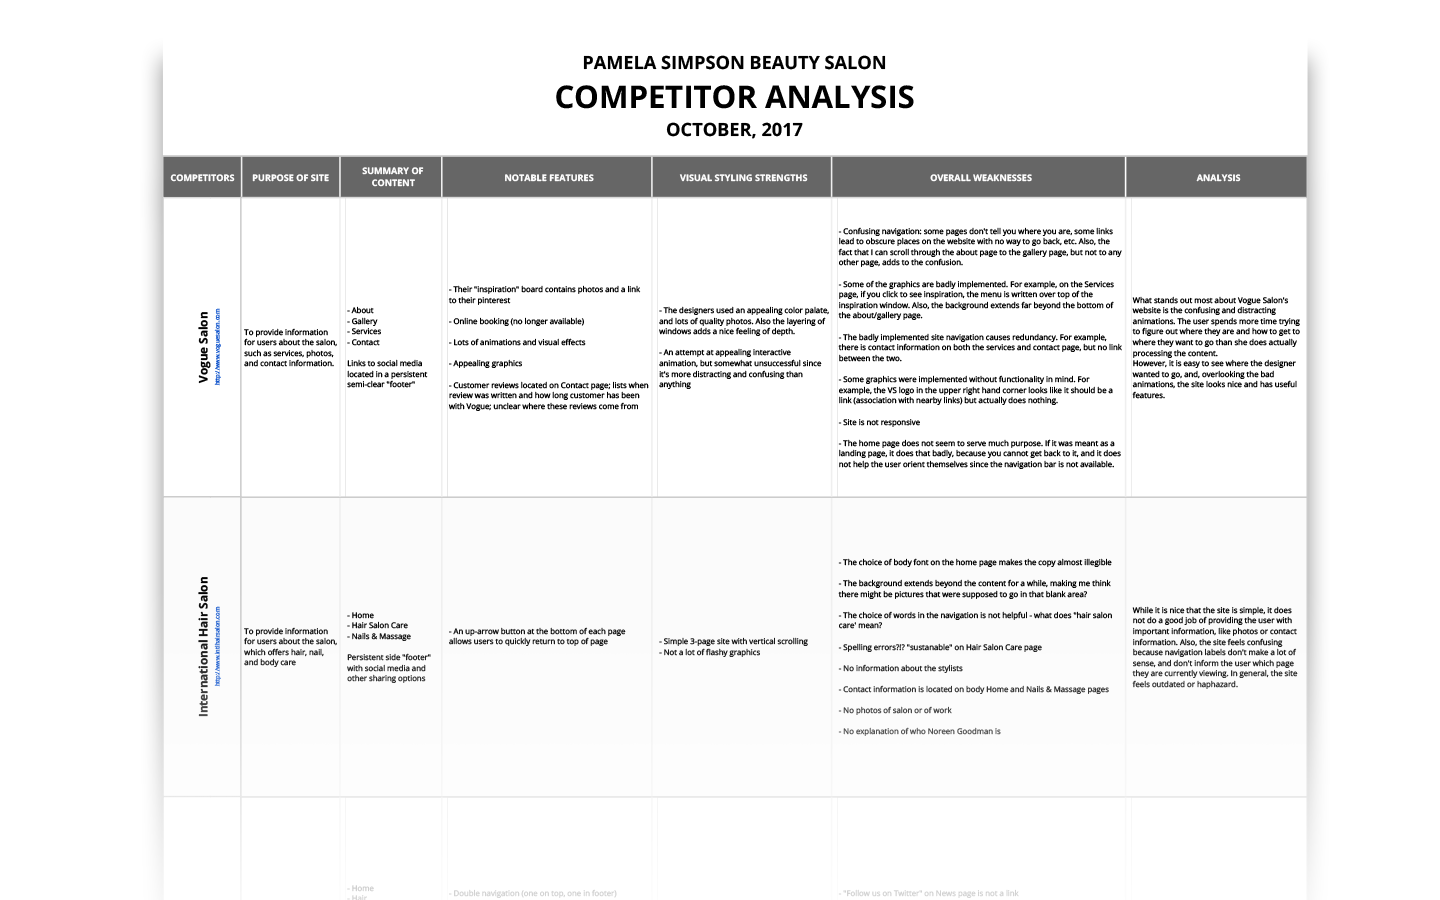 PAMELA SIMPSON BEAUTY SALON
COMPETITOR ANALYSIS
OCTOBER, 2017
COMPETITORS
PURPOSE OF SITE
SUMMARY OF
CONTENT
NOTABLE FEATURES
VISUAL STYLING STRENGTHS
OVERALL WEAKNESSES
ANALYSIS
Vogue Salon
http://www.voguesalon.com
To provide information
for users about the salon,
such as services, photos,
and contact information.
- About
- Gallery
- Services
- Contact
Links to social media
located in a persistent
semi-clear "footer"
- Their "inspiration" board contains photos and a link
to their pinterest
- Online booking (no longer available)
- Lots of animations and visual effects
- Appealing graphics
- Customer reviews located on Contact page; lists when
review was written and how long customer has been
with Vogue; unclear where these reviews come from
- The designers used an appealing color palate,
and lots of quality photos. Also the layering of
windows adds a nice feeling of depth.
- An attempt at appealing interactive
animation, but somewhat unsuccessful since
it's more distracting and confusing than
anything
- Confusing navigation: some pages don't tell you where you are, some links
lead to obscure places on the website with no way to go back, etc. Also, the
fact that I can scroll through the about page to the gallery page, but not to any
other page, adds to the confusion.
- Some of the graphics are badly implemented. For example, on the Services
page, if you click to see inspiration, the menu is written over top of the
inspiration window. Also, the background extends far beyond the bottom of
the about/gallery page.
- The badly implemented site navigation causes redundancy. For example,
there is contact information on both the services and contact page, but no link
between the two.
- Some graphics were implemented without functionality in mind. For
example, the VS logo in the upper right hand corner looks like it should be a
link (association with nearby links) but actually does nothing.
- Site is not responsive
- The home page does not seem to serve much purpose. If it was meant as a
landing page, it does that badly, because you cannot get back to it, and it does
not help the user orient themselves since the navigation bar is not available.
What stands out most about Vogue Salon's
website is the confusing and distracting
animations. The user spends more time trying
to figure out where they are and how to get to
where they want to go than she does actually
processing the content.
However, it is easy to see where the designer
wanted to go, and, overlooking the bad
animations, the site looks nice and has useful
features.
International Hair Salon
http://www.intlhairsalon.com
To provide information
for users about the salon,
which offers hair, nail,
and body care
- Home
- Hair Salon Care
- Nails & Massage
Persistent side "footer"
with social media and
other sharing options
- An up-arrow button at the bottom of each page
allows users to quickly return to top of page
- Simple 3-page site with vertical scrolling
- Not a lot of flashy graphics
- The choice of body font on the home page makes the copy almost illegible
- The background extends beyond the content for a while, making me think
there might be pictures that were supposed to go in that blank area?
- The choice of words in the navigation is not helpful - what does "hair salon
care' mean?
- Spelling errors?!? "sustanable" on Hair Salon Care page
- No information about the stylists
- Contact information is located on body Home and Nails & Massage pages
- No photos of salon or of work
- No explanation of who Noreen Goodman is
While it is nice that the site is simple, it does
not do a good job of providing the user with
important information, like photos or contact
information. Also, the site feels confusing
because navigation labels don't make a lot of
sense, and don't inform the user which page
they are currently viewing. In general, the site
feels outdated or haphazard.
- Home
- Hair
- Double navigation (one on top, one in footer)
- "Follow us on Twitter" on News page is not a link